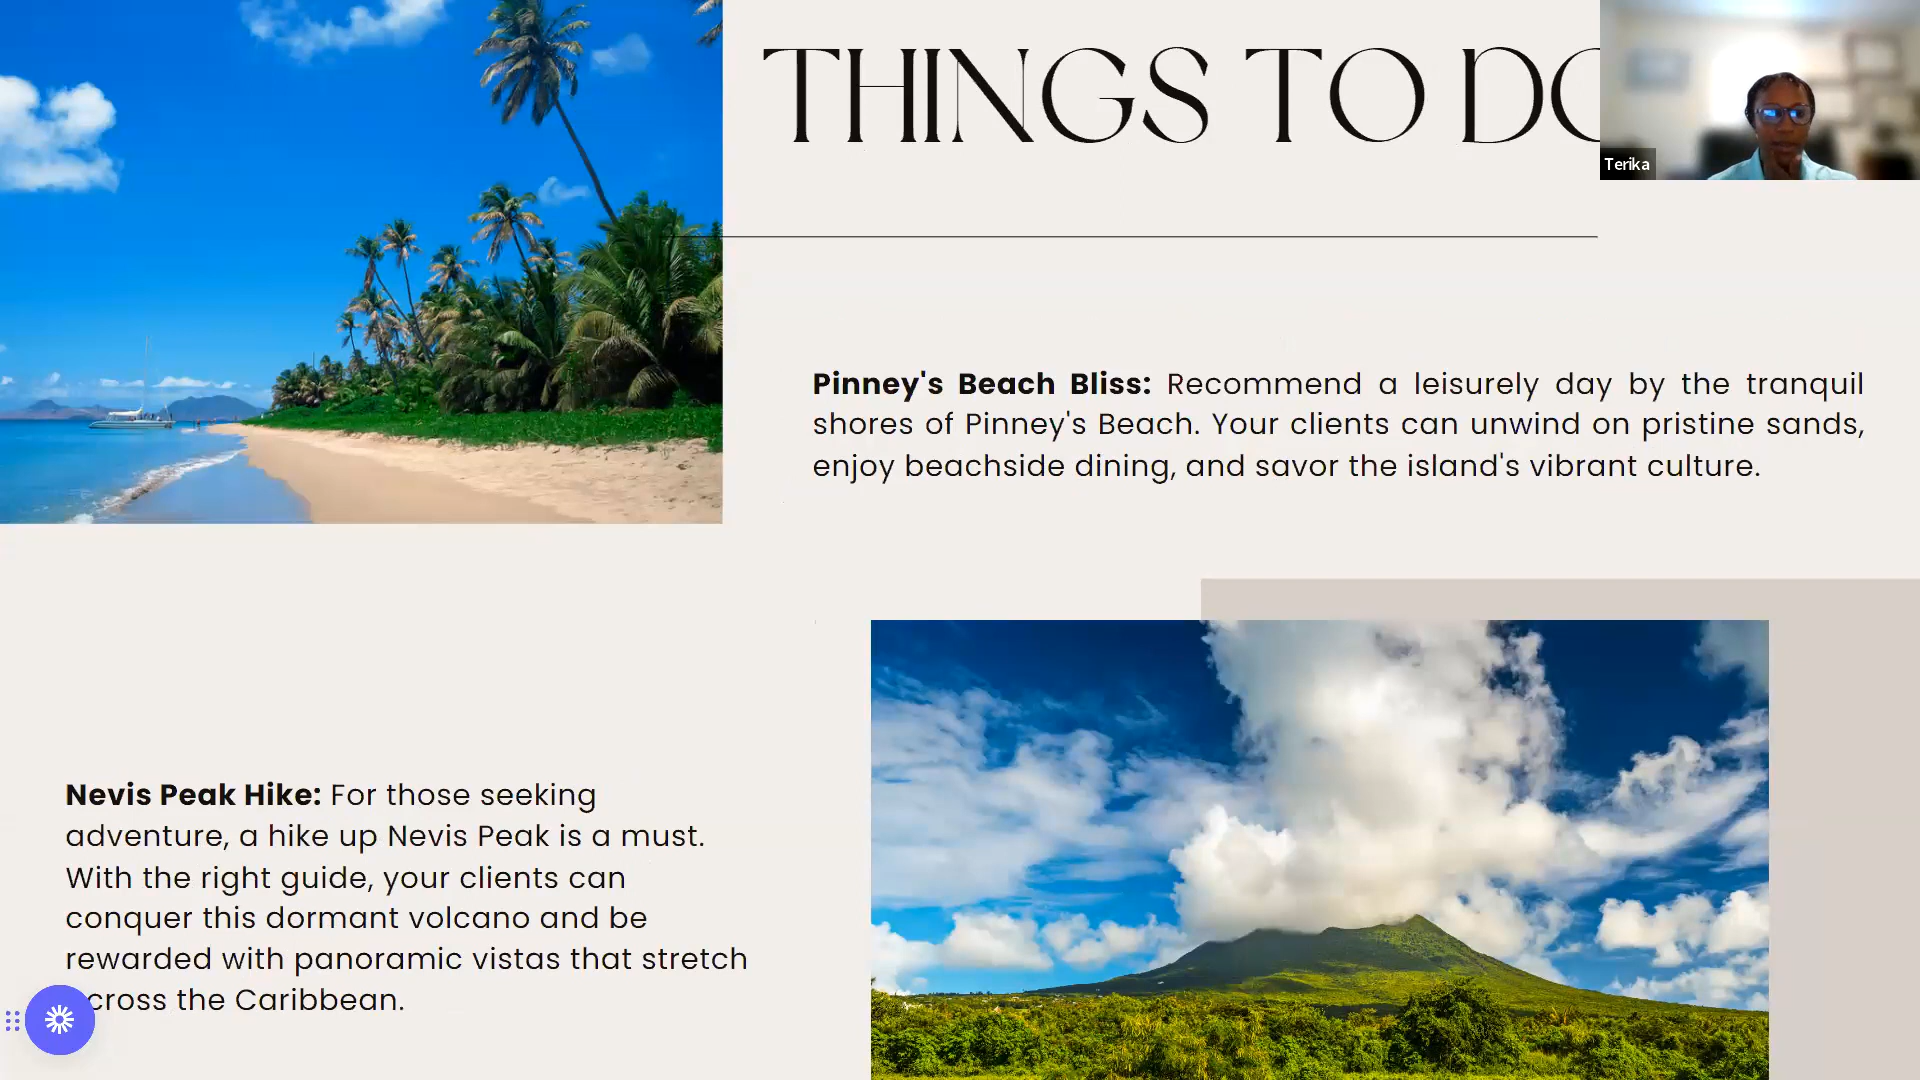 THINGS TO DO
Terika
Pinney's Beach Bliss: Recommend a leisurely day by the tranquil
shores of Pinney's Beach. Your clients can unwind on pristine sands,
enjoy beachside dining, and savor the island's vibrant culture.
Nevis Peak Hike: For those seeking
adventure, a hike up Nevis Peak is a must.
With the right guide, your clients can
conquer this dormant volcano and be
rewarded with panoramic vistas that stretch
across the Caribbean.